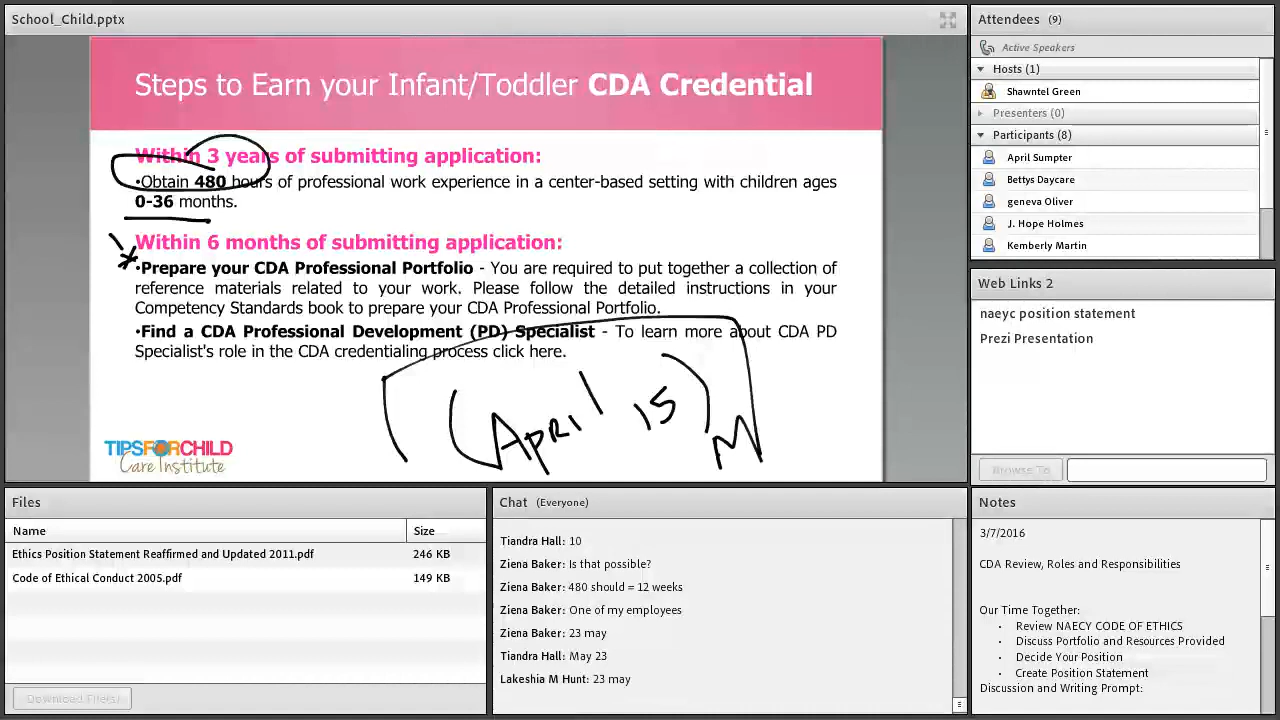 School_Child.pptx
Steps to Earn your Infant/Toddler CDA Credential
Within 3 years of submitting application:
•Obtain 480 hours of professional work experience in a center-based setting with children ages
0-36 months.
Within 6 months of submitting application:
•Prepare your CDA Professional Portfolio - You are required to put together a collection of
reference materials related to your work. Please follow the detailed instructions in your
Competency Standards book to prepare your CDA Professional Portfolio.
•Find a CDA Professional Development (PD) Specialist - To learn more about CDA PD
Specialist's role in the CDA credentialing process click here.
(April 15)
M
TIPSFORCHILD
Care Institute
Attendees (9)
Active Speakers
Hosts (1)
Shawntel Green
Presenters (0)
Participants (8)
April Sumpter
Bettys Daycare
geneva Oliver
J. Hope Holmes
Kemberly Martin
Web Links 2
naeyc position statement
Prezi Presentation
Browse To
Files
Name Size
Ethics Position Statement Reaffirmed and Updated 2011.pdf 246 KB
Code of Ethical Conduct 2005.pdf 149 KB
Download File(s)
Chat (Everyone)
Tiandra Hall: 10
Ziena Baker: Is that possible?
Ziena Baker: 480 should = 12 weeks
Ziena Baker: One of my employees
Ziena Baker: 23 may
Tiandra Hall: May 23
Lakeshia M Hunt: 23 may
Notes
3/7/2016
CDA Review, Roles and Responsibilities
Our Time Together:
• Review NAECY CODE OF ETHICS
• Discuss Portfolio and Resources Provided
• Decide Your Position
• Create Position Statement
Discussion and Writing Prompt: